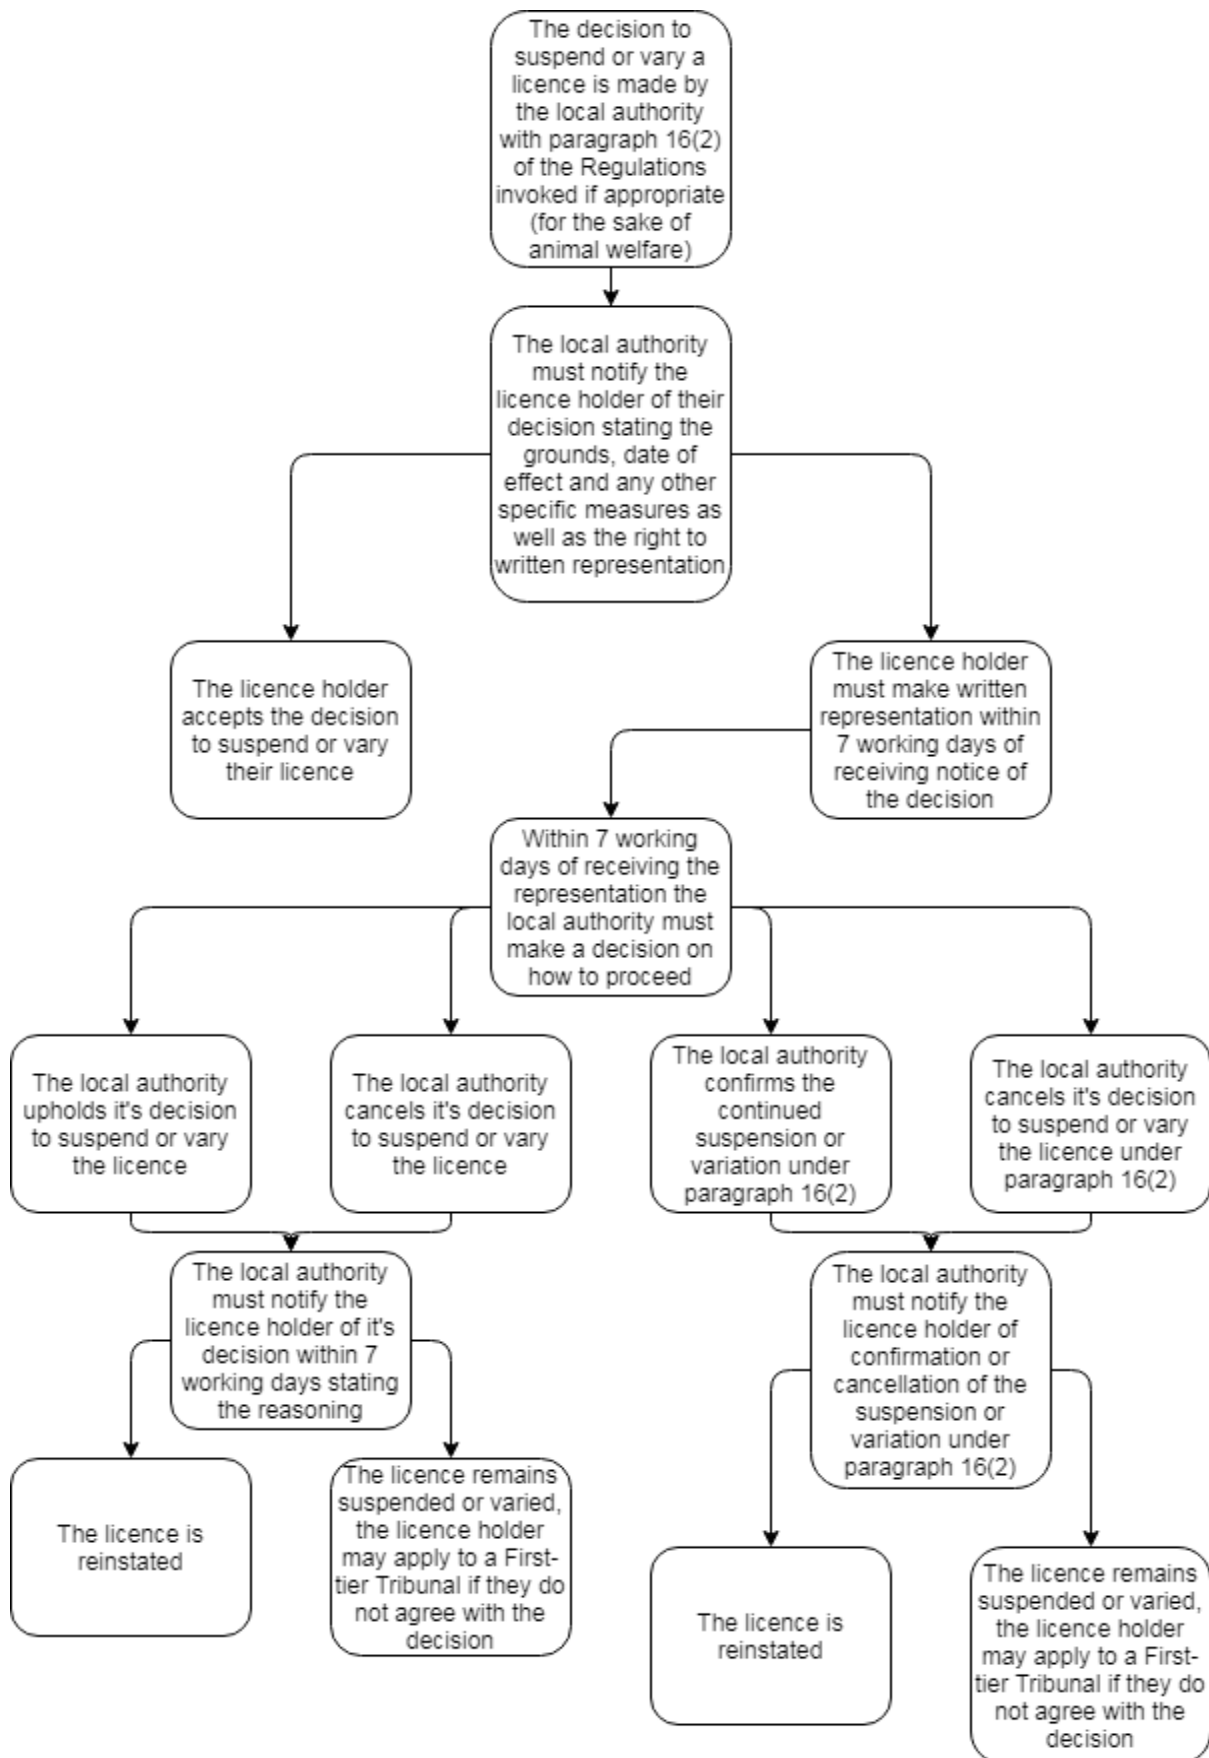 The decision to
suspend or vary a
licence is made by
the local authority
with paragraph 16(2)
of the Regulations
invoked if appropriate
(for the sake of
animal welfare)
The local authority
must notify the
licence holder of their
decision stating the
grounds, date of
effect and any other
specific measures as
well as the right to
written representation
The licence holder
accepts the decision
to suspend or vary
their licence
The licence holder
must make written
representation within
7 working days of
receiving notice of
the decision
Within 7 working
days of receiving the
representation the
local authority must
make a decision on
how to proceed
The local authority
upholds it's decision
to suspend or vary
the licence
The local authority
cancels it's decision
to suspend or vary
the licence
The local authority
confirms the
continued
suspension or
variation under
paragraph 16(2)
The local authority
cancels it's decision
to suspend or vary
the licence under
paragraph 16(2)
The local authority
must notify the
licence holder of it's
decision within 7
working days stating
the reasoning
The local authority
must notify the
licence holder of
confirmation or
cancellation of the
suspension or
variation under
paragraph 16(2)
The licence is
reinstated
The licence remains
suspended or varied,
the licence holder
may apply to a First-
tier Tribunal if they do
not agree with the
decision
The licence is
reinstated
The licence remains
suspended or varied,
the licence holder
may apply to a First-
tier Tribunal if they do
not agree with the
decision